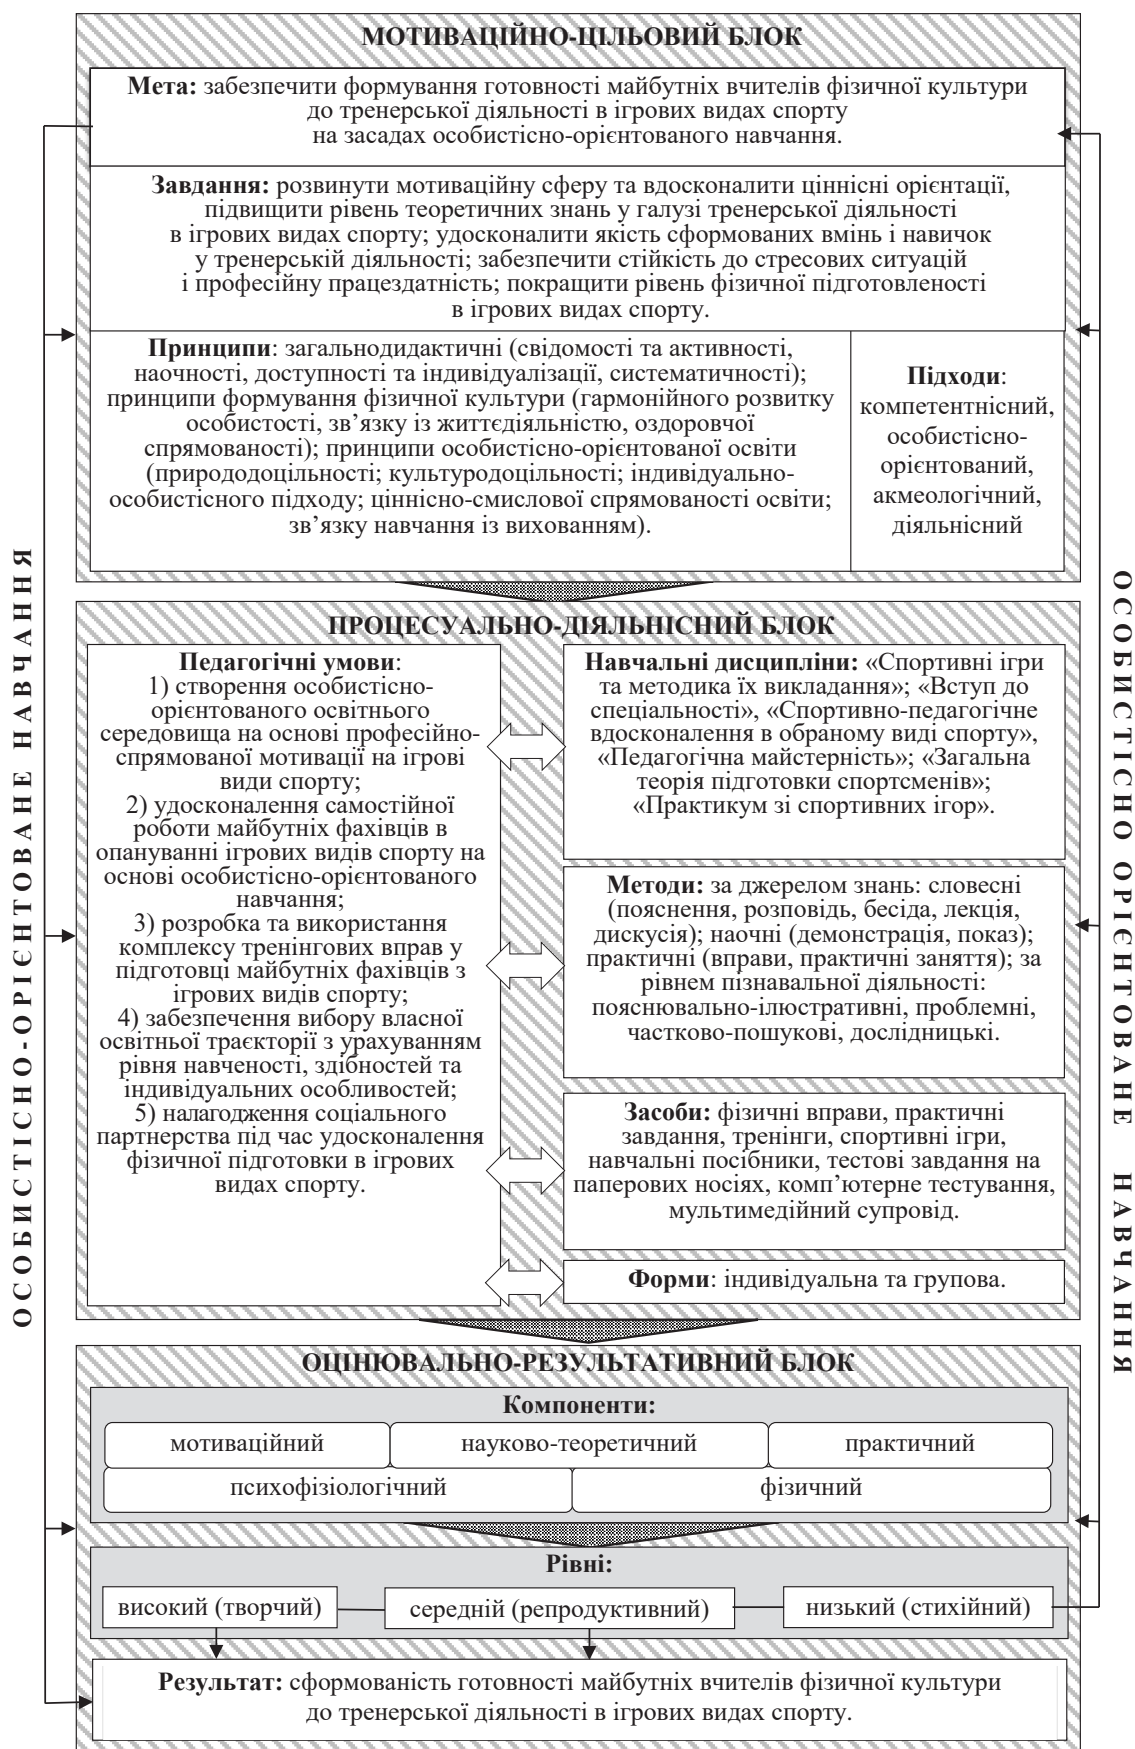 МОТИВАЦІЙНО-ЦІЛЬОВИЙ БЛОК
Мета: забезпечити формування готовності майбутніх вчителів фізичної культури
до тренерської діяльності в ігрових видах спорту
на засадах особистісно-орієнтованого навчання.
Завдання: розвинути мотиваційну сферу та вдосконалити ціннісні орієнтації,
підвищити рівень теоретичних знань у галузі тренерської діяльності
в ігрових видах спорту; удосконалити якість сформованих вмінь і навичок
у тренерській діяльності; забезпечити стійкість до стресових ситуацій
і професійну працездатність; покращити рівень фізичної підготовленості
в ігрових видах спорту.
Принципи: загальнодидактичні (свідомості та активності,
наочності, доступності та індивідуалізації, систематичності);
принципи формування фізичної культури (гармонійного розвитку
особистості, зв’язку із життєдіяльністю, оздоровчої
спрямованості); принципи особистісно-орієнтованої освіти
(природодоцільності; культуродоцільності; індивідуально-
особистісного підходу; ціннісно-смислової спрямованості освіти;
зв’язку навчання із вихованням).
Підходи:
компетентнісний,
особистісно-
орієнтований,
акмеологічний,
діяльнісний
ОСОБИСТІСНО-ОРІЄНТОВАНЕ НАВЧАННЯ
ОСОБИСТІСНО ОРІЄНТОВАНЕ НАВЧАННЯ
ПРОЦЕСУАЛЬНО-ДІЯЛЬНІСНИЙ БЛОК
Педагогічні умови:
1) створення особистісно-
орієнтованого освітнього
середовища на основі професійно-
спрямованої мотивації на ігрові
види спорту;
2) удосконалення самостійної
роботи майбутніх фахівців в
опануванні ігрових видів спорту на
основі особистісно-орієнтованого
навчання;
3) розробка та використання
комплексу тренінгових вправ у
підготовці майбутніх фахівців з
ігрових видів спорту;
4) забезпечення вибору власної
освітньої траєкторії з урахуванням
рівня навченості, здібностей та
індивідуальних особливостей;
5) налагодження соціального
партнерства під час удосконалення
фізичної підготовки в ігрових
видах спорту.
Навчальні дисципліни: «Спортивні ігри
та методика їх викладання»; «Вступ до
спеціальності», «Спортивно-педагогічне
вдосконалення в обраному виді спорту»,
«Педагогічна майстерність»; «Загальна
теорія підготовки спортсменів»;
«Практикум зі спортивних ігор».
Методи: за джерелом знань: словесні
(пояснення, розповідь, бесіда, лекція,
дискусія); наочні (демонстрація, показ);
практичні (вправи, практичні заняття); за
рівнем пізнавальної діяльності:
пояснювально-ілюстративні, проблемні,
частково-пошукові, дослідницькі.
Засоби: фізичні вправи, практичні
завдання, тренінги, спортивні ігри,
навчальні посібники, тестові завдання на
паперових носіях, комп’ютерне тестування,
мультимедійний супровід.
Форми: індивідуальна та групова.
ОЦІНЮВАЛЬНО-РЕЗУЛЬТАТИВНИЙ БЛОК
Компоненти:
мотиваційний
науково-теоретичний
практичний
психофізіологічний
фізичний
Рівні:
високий (творчий)
середній (репродуктивний)
низький (стихійний)
Результат: сформованість готовності майбутніх вчителів фізичної культури
до тренерської діяльності в ігрових видах спорту.